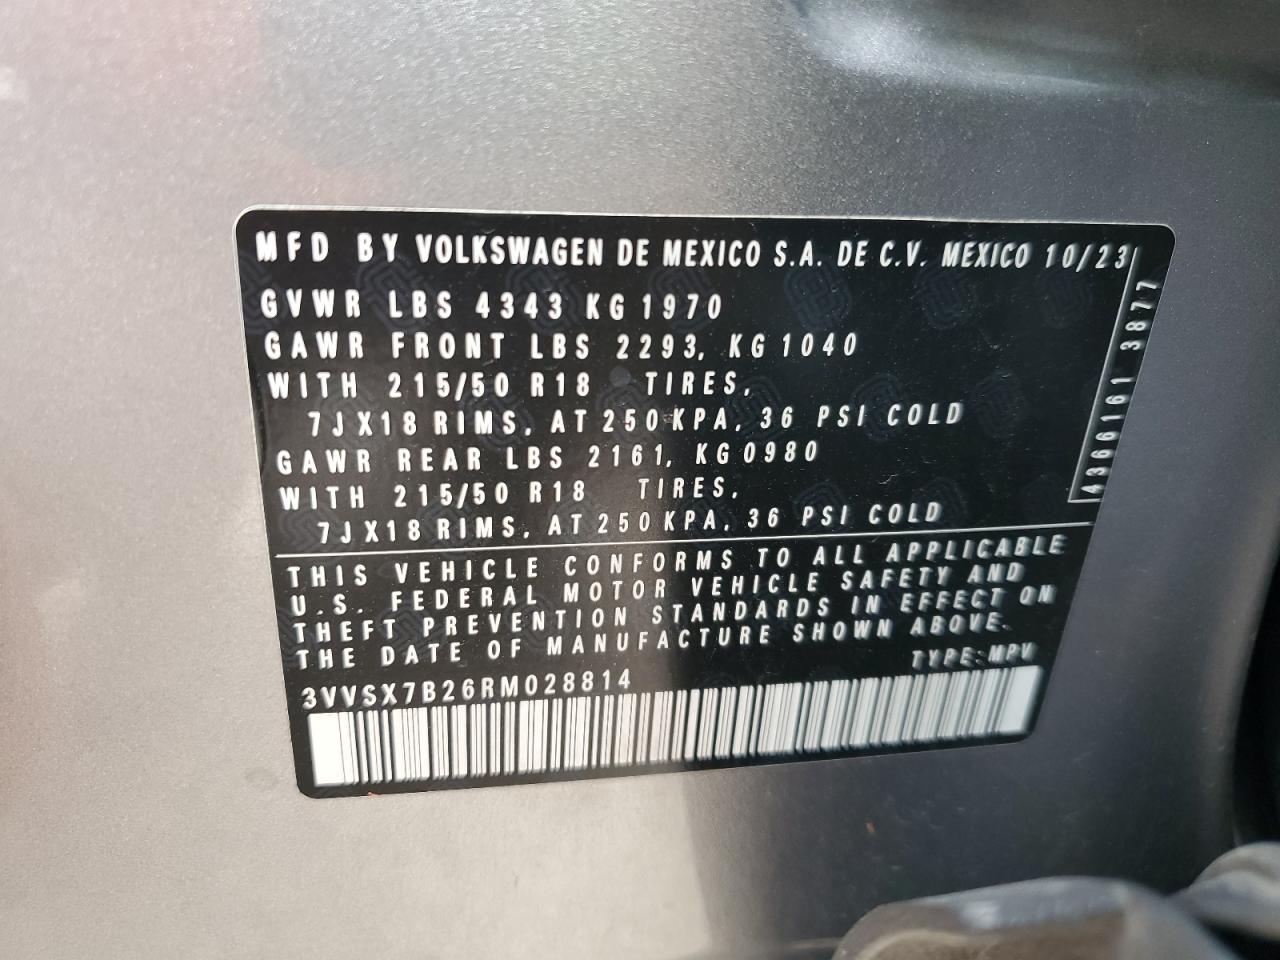 MFD BY VOLKSWAGEN DE MEXICO S.A. DE C.V. MEXICO 10/23
GVWR LBS 4343 KG 1970
GAWR FRONT LBS 2293, KG 1040
WITH 215/50 R18 TIRES,
7JX18 RIMS, AT 250 KPA, 36 PSI COLD
GAWR REAR LBS 2161, KG 0980
WITH 215/50 R18 TIRES,
7JX18 RIMS, AT 250 KPA, 36 PSI COLD
4366161 3877
THIS VEHICLE CONFORMS TO ALL APPLICABLE
U.S. FEDERAL MOTOR VEHICLE SAFETY AND
THEFT PREVENTION STANDARDS IN EFFECT ON
THE DATE OF MANUFACTURE SHOWN ABOVE.
TYPE:MPV
3VVSX7B26RM028814